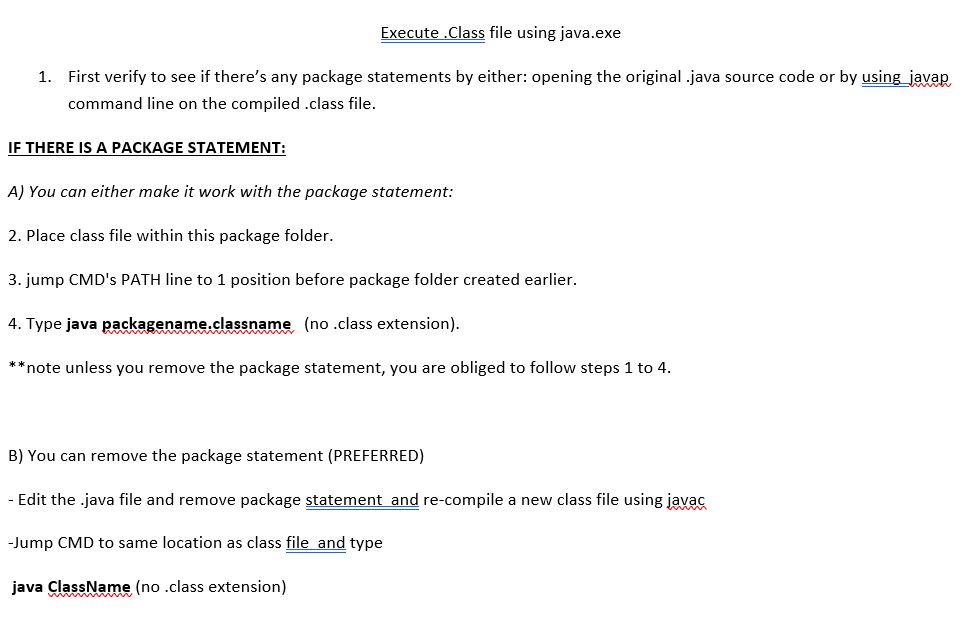 Execute .Class file using java.exe
1. First verify to see if there's any package statements by either: opening the original .java source code or by using javap
command line on the compiled .class file.
IF THERE IS A PACKAGE STATEMENT:
A) You can either make it work with the package statement:
2. Place class file within this package folder.
3. jump CMD's PATH line to 1 position before package folder created earlier.
4. Type java packagename.classname (no .class extension).
**note unless you remove the package statement, you are obliged to follow steps 1 to 4.
B) You can remove the package statement (PREFERRED)
- Edit the .java file and remove package statement and re-compile a new class file using javac
-Jump CMD to same location as class file and type
java ClassName (no .class extension)